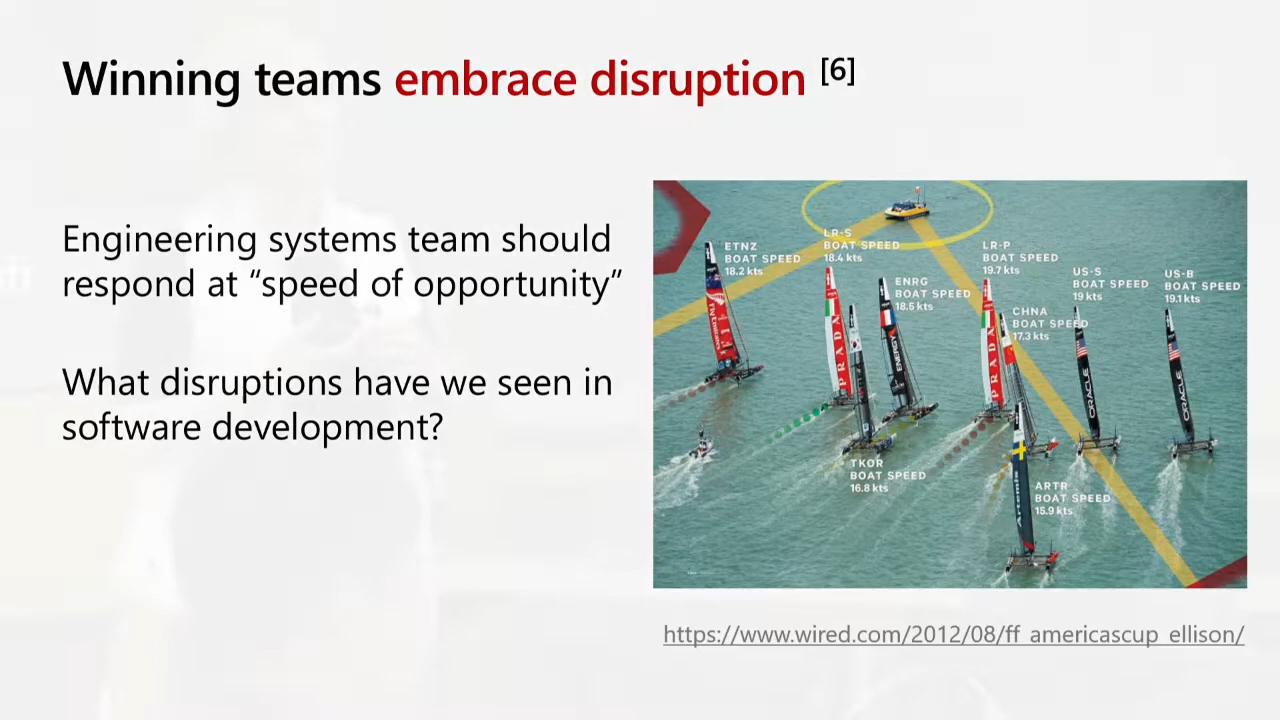 Winning teams embrace disruption [6]
Engineering systems team should
respond at “speed of opportunity”
What disruptions have we seen in
software development?
ETNZ
BOAT SPEED
18.2 kts
LR-S
BOAT SPEED
18.4 kts
ENRG
BOAT SPEED
18.5 kts
LR-P
BOAT SPEED
19.7 kts
CHNA
BOAT SPEED
17.3 kts
US-S
BOAT SPEED
19 kts
US-B
BOAT SPEED
19.1 kts
PRADA
ENERGY
PRADA
ORACLE
ORACLE
TKOR
BOAT SPEED
16.8 kts
Artemis
ARTR
BOAT SPEED
15.9 kts
https://www.wired.com/2012/08/ff_americascup_ellison/